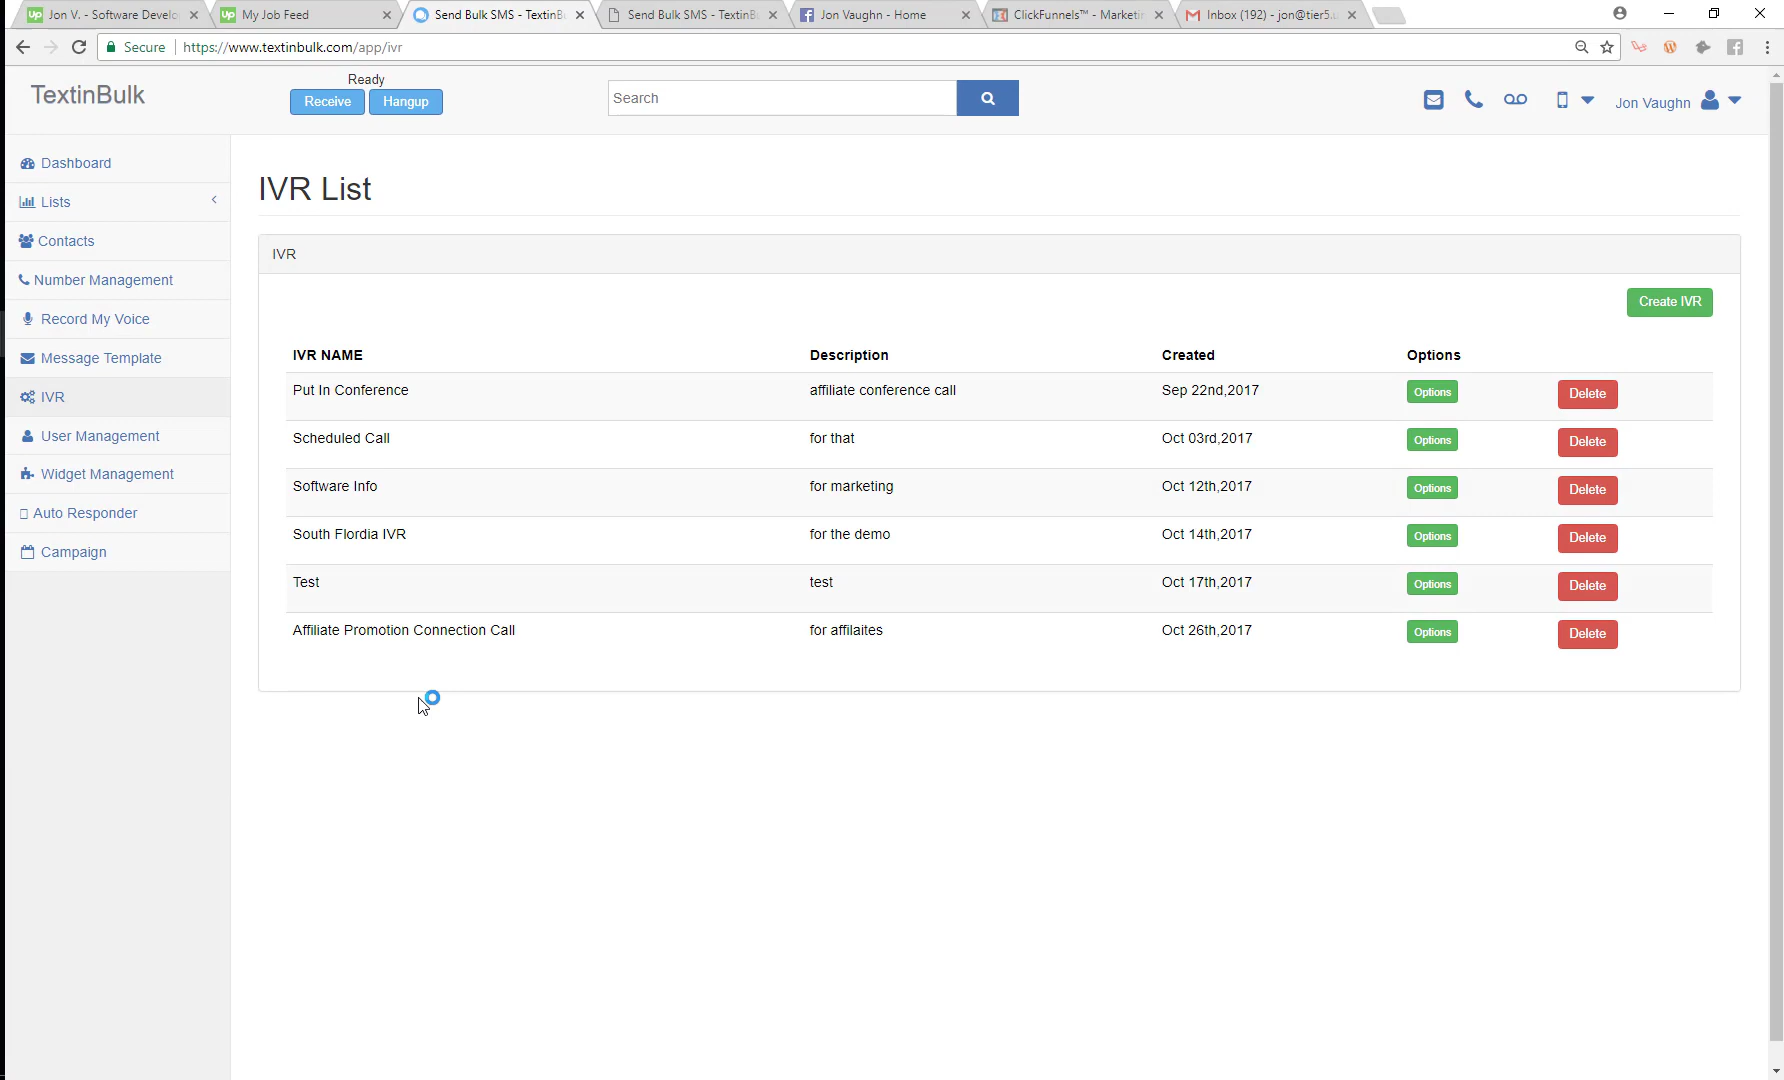 Jon V. - Software Develo
My Job Feed
Send Bulk SMS - TextinBu
Send Bulk SMS - TextinBu
Jon Vaughn - Home
ClickFunnels™ - Marketin
Inbox (192) - jon@tier5.u
Secure
https://www.textinbulk.com/app/ivr
TextinBulk
Ready
Receive
Hangup
Search
Jon Vaughn
Dashboard
Lists
Contacts
Number Management
Record My Voice
Message Template
IVR
User Management
Widget Management
Auto Responder
Campaign
IVR List
IVR
Create IVR
IVR NAME Description Created Options
Put In Conference affiliate conference call Sep 22nd,2017 Options Delete
Scheduled Call for that Oct 03rd,2017 Options Delete
Software Info for marketing Oct 12th,2017 Options Delete
South Flordia IVR for the demo Oct 14th,2017 Options Delete
Test test Oct 17th,2017 Options Delete
Affiliate Promotion Connection Call for affilaites Oct 26th,2017 Options Delete